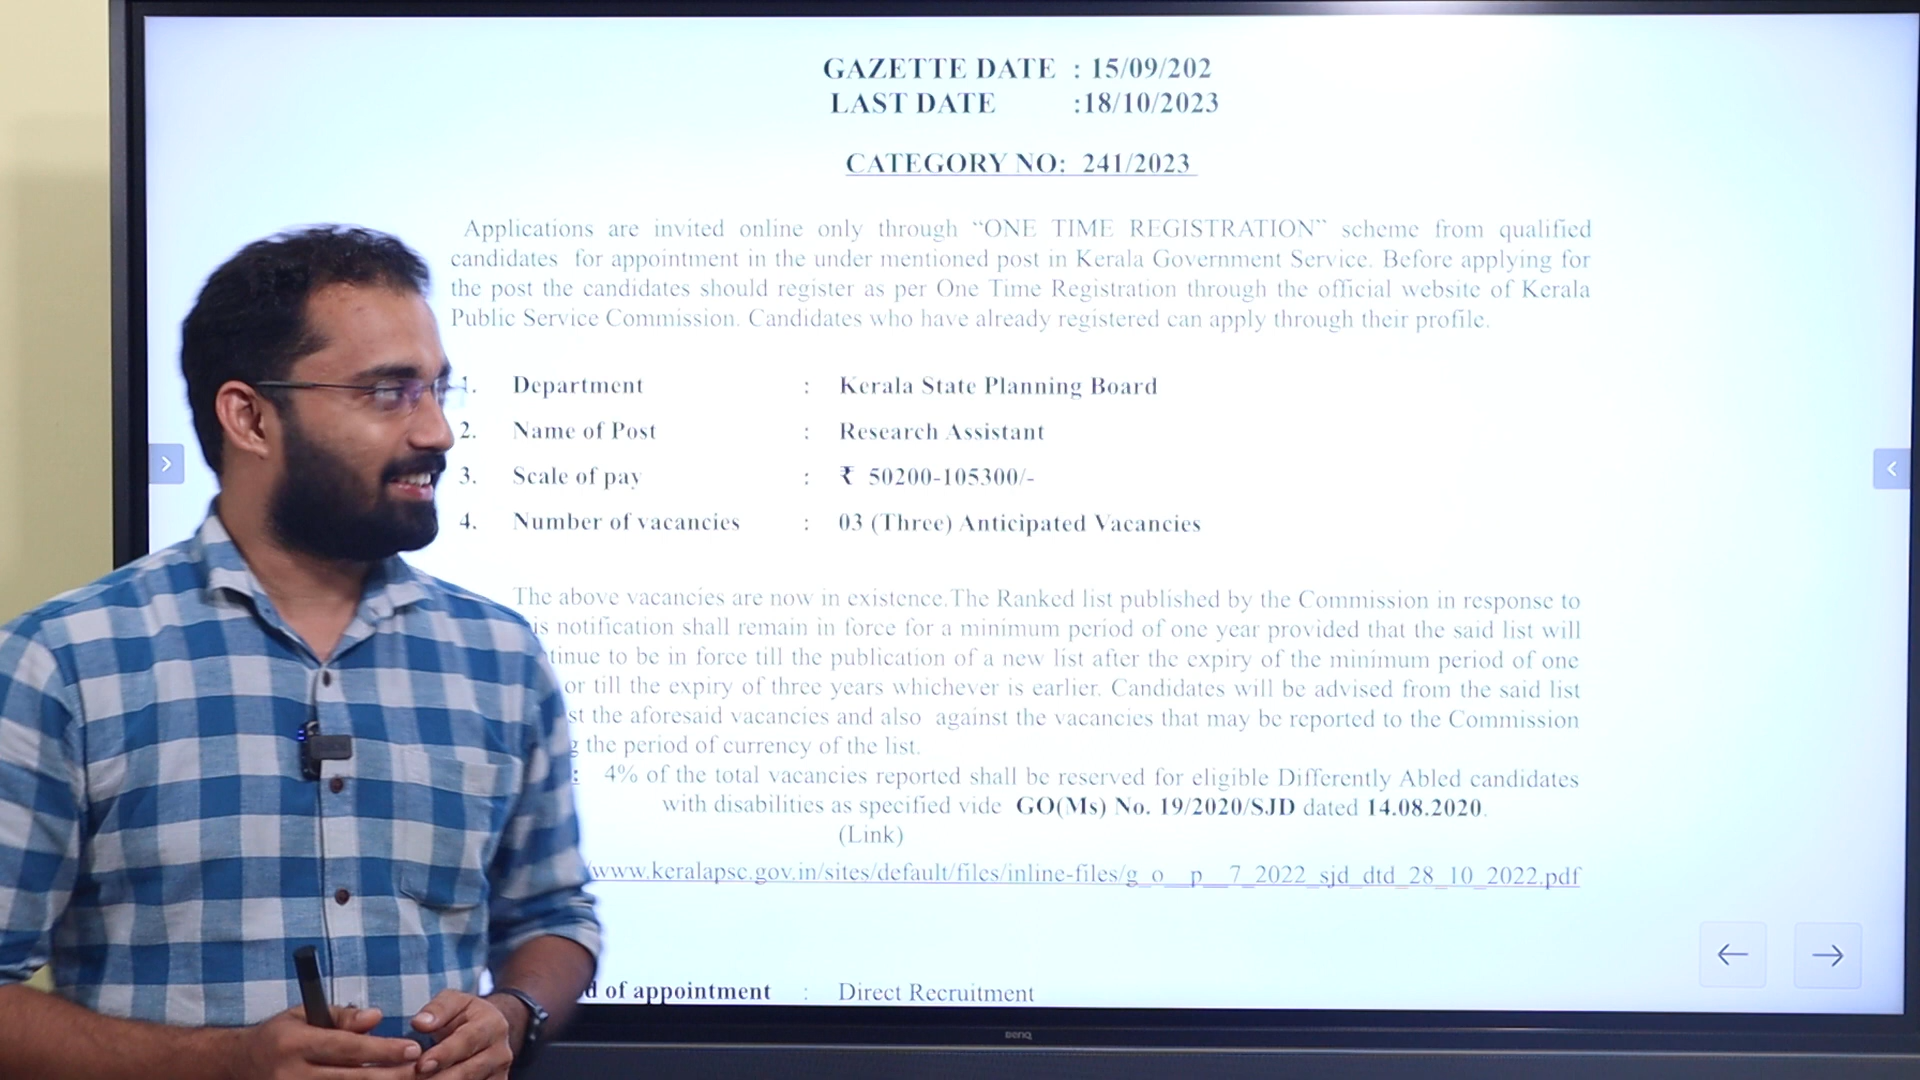 GAZETTE DATE : 15/09/202
LAST DATE :18/10/2023
CATEGORY NO: 241/2023
Applications are invited online only through “ONE TIME REGISTRATION” scheme from qualified
candidates for appointment in the under mentioned post in Kerala Government Service. Before applying for
the post the candidates should register as per One Time Registration through the official website of Kerala
Public Service Commission. Candidates who have already registered can apply through their profile.
1. Department : Kerala State Planning Board
2. Name of Post : Research Assistant
3. Scale of pay : ₹ 50200-105300/-
4. Number of vacancies : 03 (Three) Anticipated Vacancies
The above vacancies are now in existence.The Ranked list published by the Commission in response to
is notification shall remain in force for a minimum period of one year provided that the said list will
tinue to be in force till the publication of a new list after the expiry of the minimum period of one
or till the expiry of three years whichever is earlier. Candidates will be advised from the said list
st the aforesaid vacancies and also against the vacancies that may be reported to the Commission
g the period of currency of the list.
: 4% of the total vacancies reported shall be reserved for eligible Differently Abled candidates
with disabilities as specified vide GO(Ms) No. 19/2020/SJD dated 14.08.2020.
(Link)
/www.keralapsc.gov.in/sites/default/files/inline-files/g_o__p__7_2022_sjd_dtd_28_10_2022.pdf
d of appointment : Direct Recruitment
BenQ